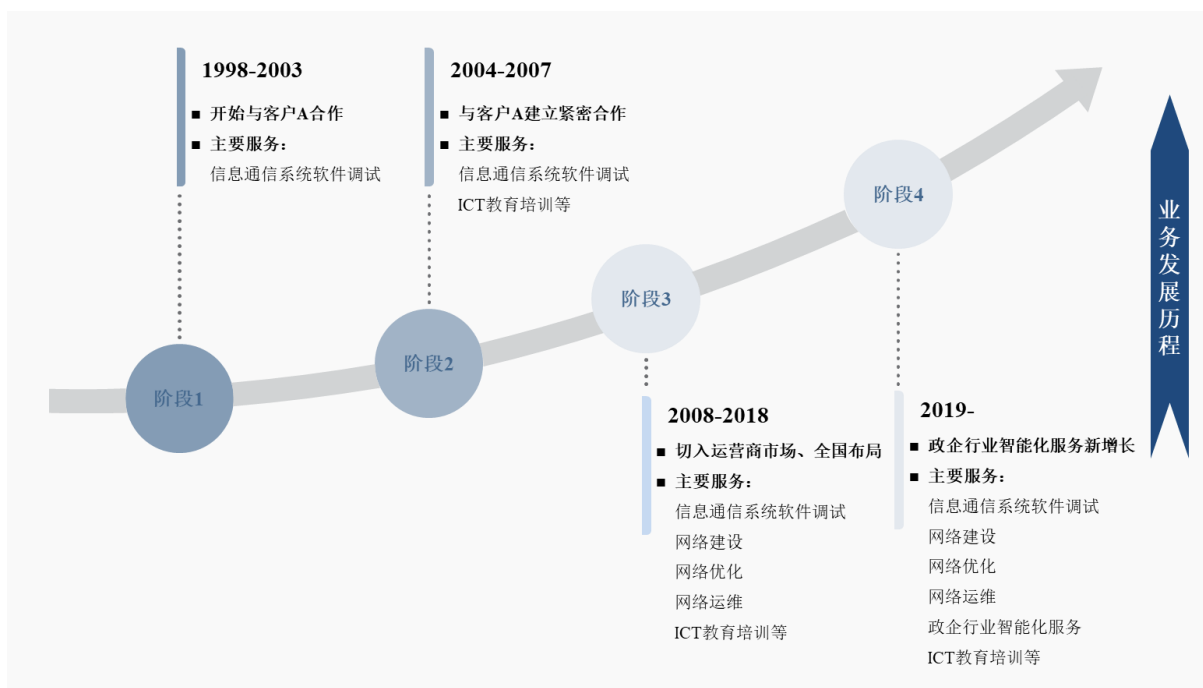 1998-2003
■ 开始与客户A合作
■ 主要服务：
信息通信系统软件调试
2004-2007
■ 与客户A建立紧密合作
■ 主要服务：
信息通信系统软件调试
ICT教育培训等
阶段1
阶段2
阶段3
阶段4
2008-2018
■ 切入运营商市场、全国布局
■ 主要服务：
信息通信系统软件调试
网络建设
网络优化
网络运维
ICT教育培训等
2019-
■ 政企行业智能化服务新增长
■ 主要服务：
信息通信系统软件调试
网络建设
网络优化
网络运维
政企行业智能化服务
ICT教育培训等
业务发展历程